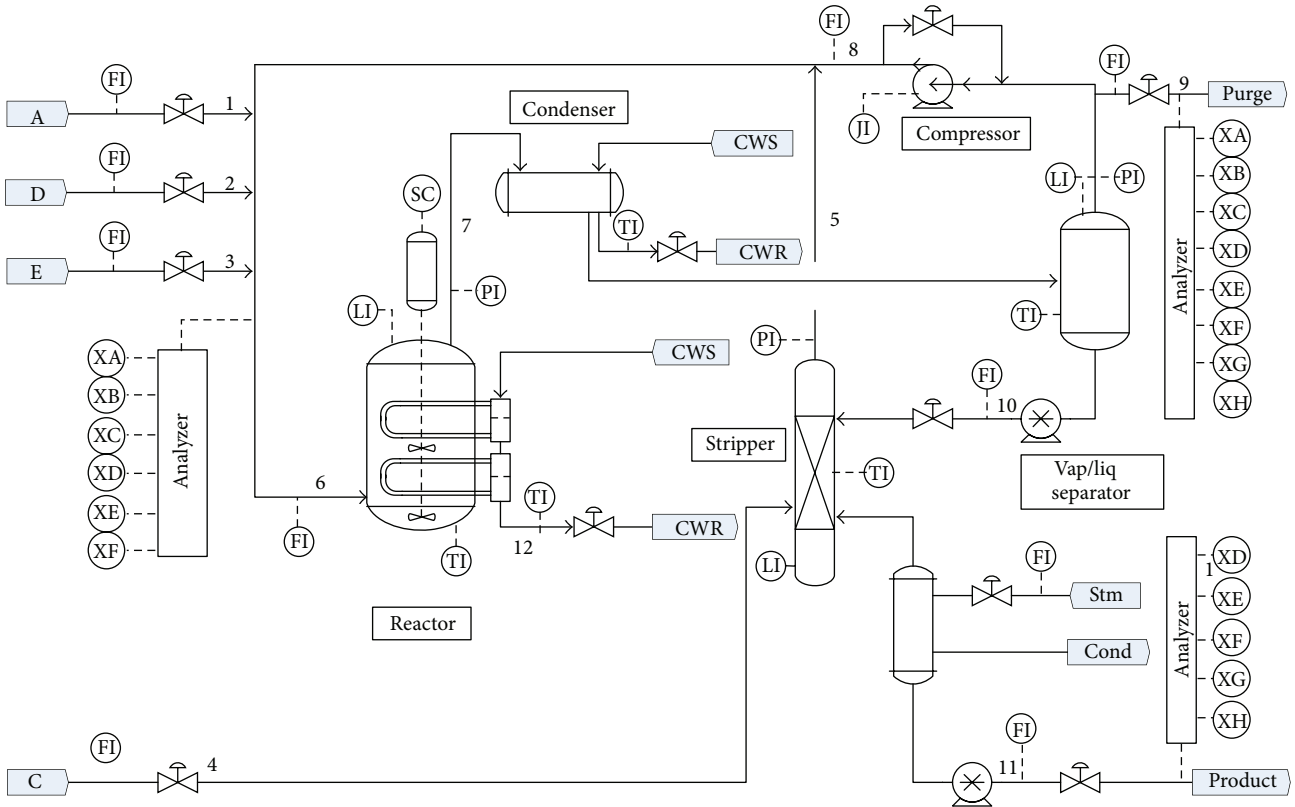 FI
8
FI
FI
A
1
JI
Compressor
9
Purge
Condenser
CWS
XA
XB
XC
XD
XE
XF
XG
XH
Analyzer
LI
PI
FI
D
2
SC
7
TI
CWR
5
FI
E
3
PI
LI
TI
PI
CWS
XA
XB
XC
XD
XE
XF
Analyzer
FI
10
Stripper
TI
Vap/liq
separator
6
FI
TI
TI
12
CWR
LI
Reactor
FI
Stm
Cond
Analyzer
1
XD
XE
XF
XG
XH
FI
C
4
FI
11
Product